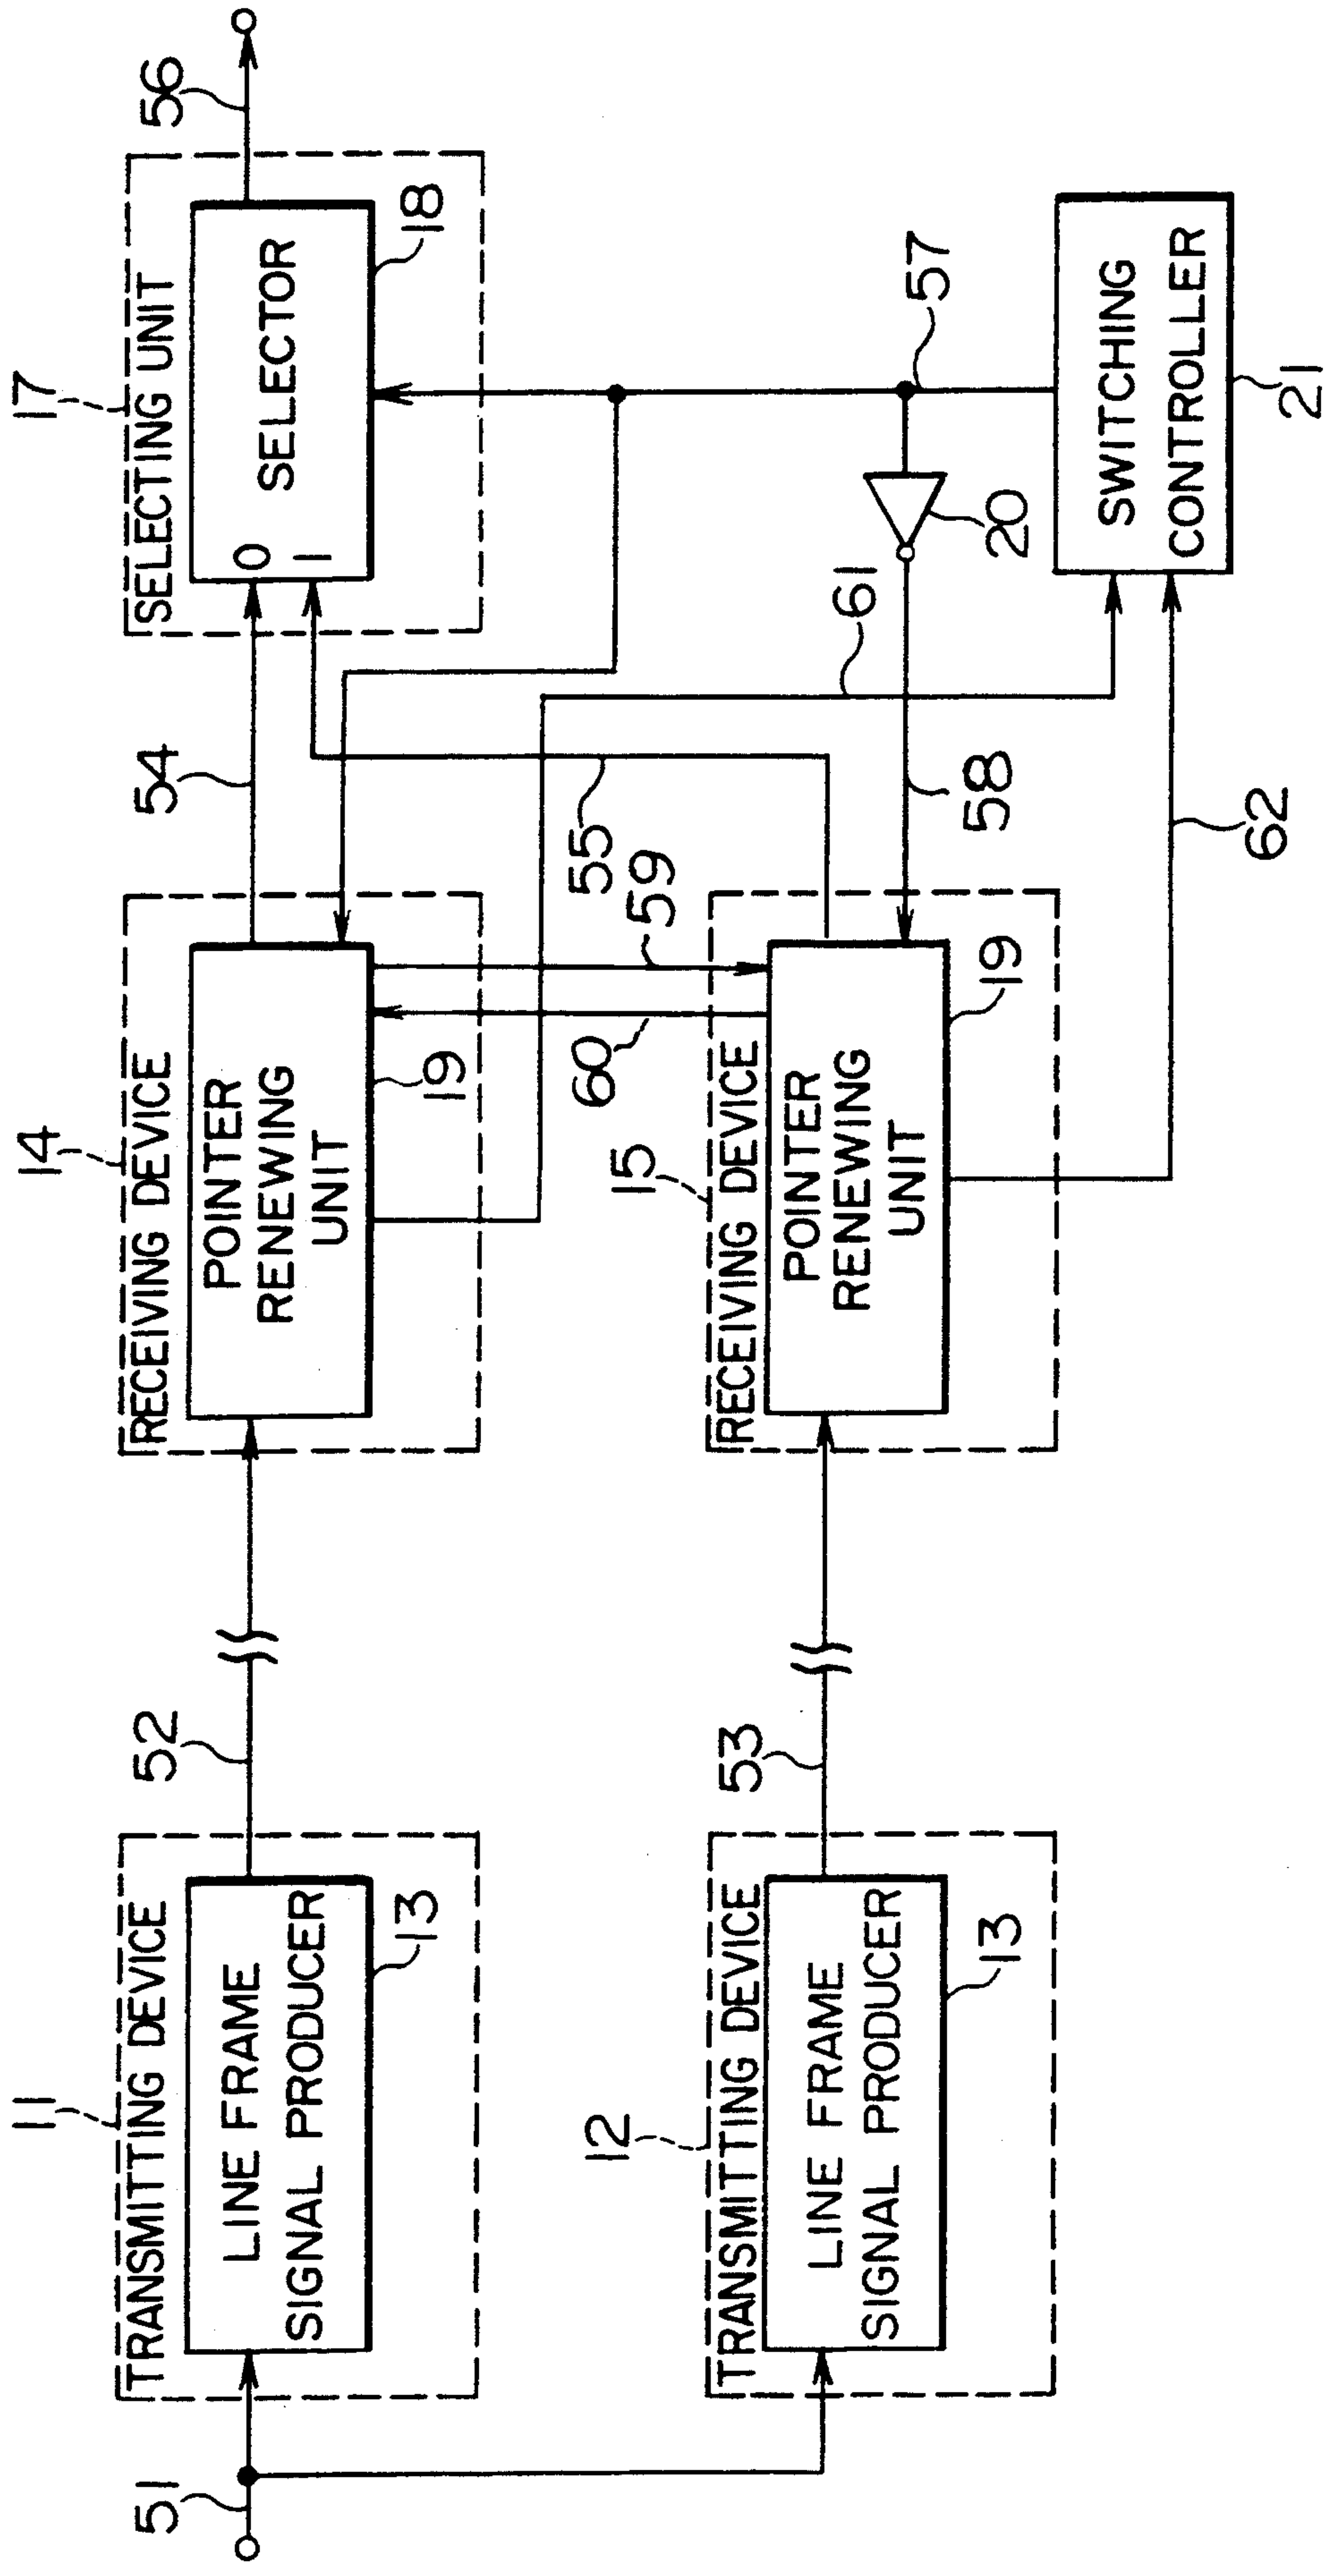 11
TRANSMITTING DEVICE
LINE FRAME
SIGNAL PRODUCER
13
51
52
14
RECEIVING DEVICE
POINTER
RENEWING
UNIT
19
54
17
SELECTING UNIT
0
1
SELECTOR
18
56
12
TRANSMITTING DEVICE
LINE FRAME
SIGNAL PRODUCER
13
53
15
RECEIVING DEVICE
POINTER
RENEWING
UNIT
19
60
59
55
61
58
20
57
62
SWITCHING
CONTROLLER
21